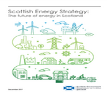 Scottish Energy Strategy:
The future of energy in Scotland